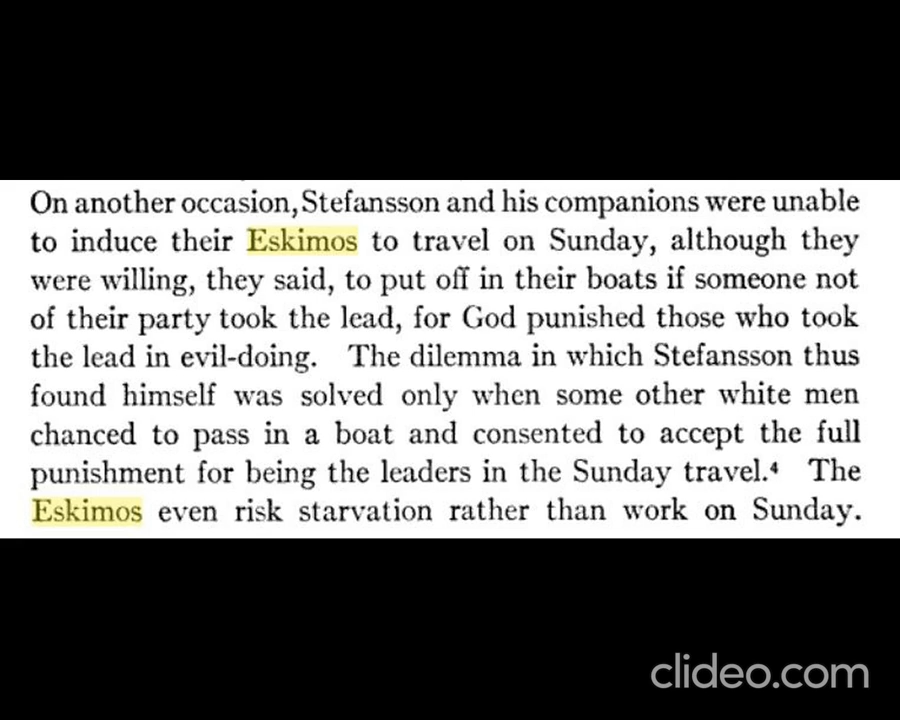 On another occasion, Stefansson and his companions were unable
to induce their Eskimos to travel on Sunday, although they
were willing, they said, to put off in their boats if someone not
of their party took the lead, for God punished those who took
the lead in evil-doing. The dilemma in which Stefansson thus
found himself was solved only when some other white men
chanced to pass in a boat and consented to accept the full
punishment for being the leaders in the Sunday travel.⁴ The
Eskimos even risk starvation rather than work on Sunday.
clideo.com